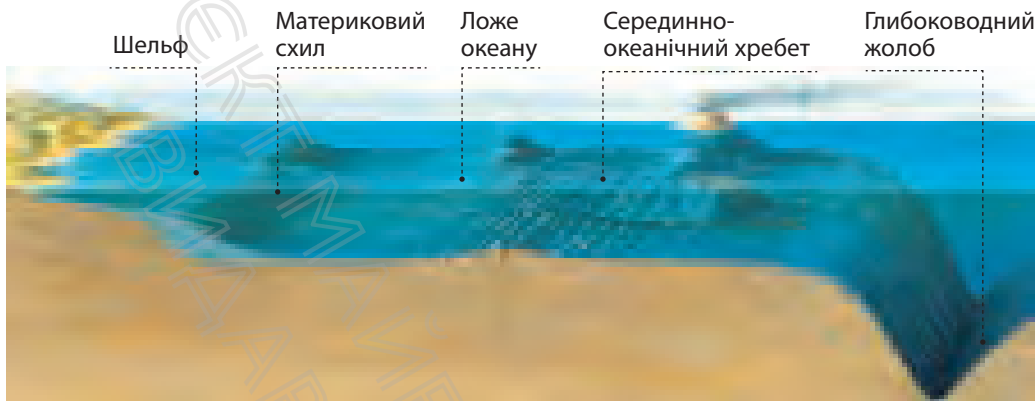 Шельф
Материковий
схил
Ложе
океану
Серединно-
океанічний хребет
Глибоководний
жолоб